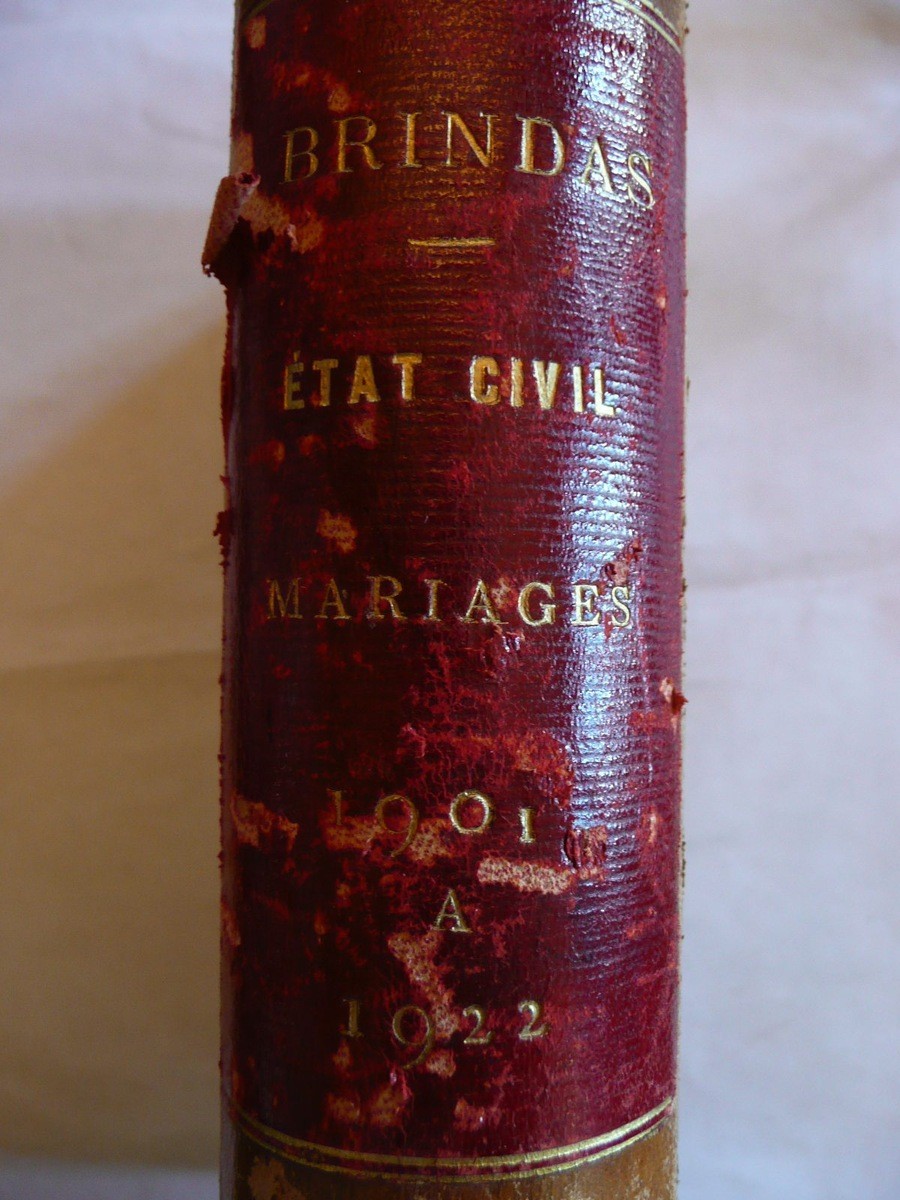 BRINDAS
ÉTAT CIVIL
MARIAGES
1901
A
1922